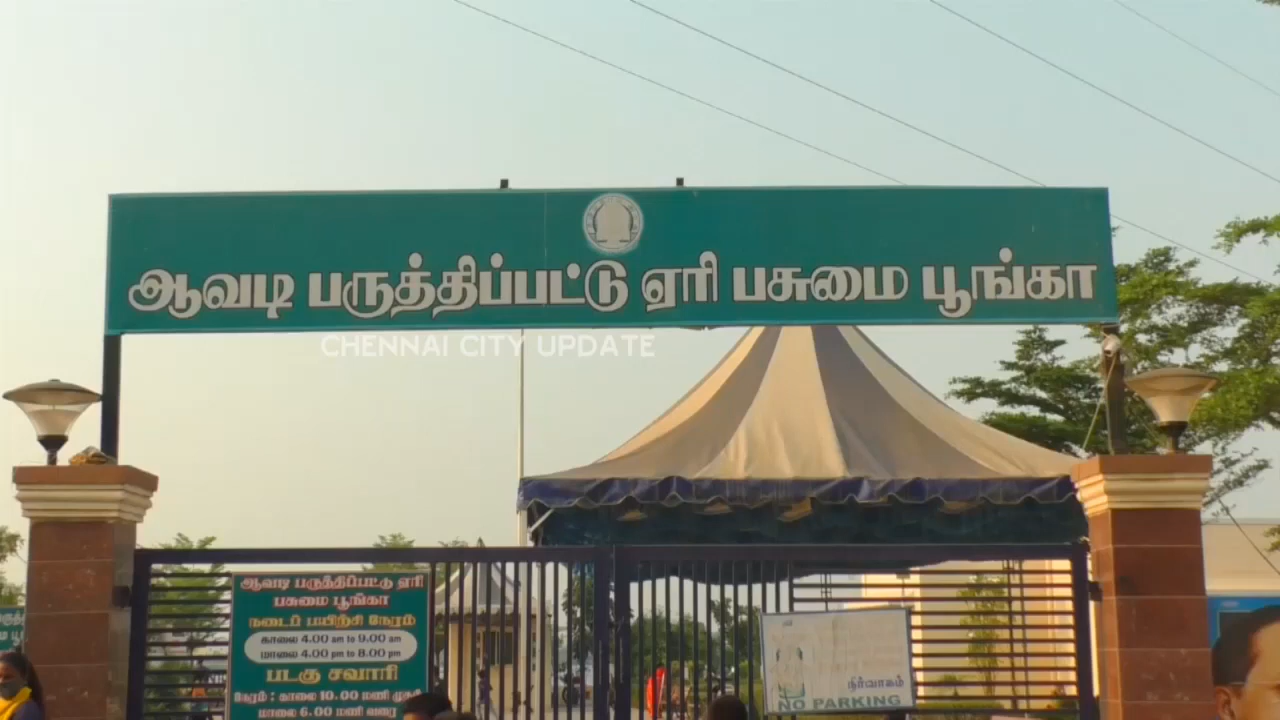 ஆவடி பருத்திப்பட்டு ஏரி பசுமை பூங்கா
CHENNAI CITY UPDATE
ஆவடி பருத்திப்பட்டு ஏரி
பசுமை பூங்கா
நடைப் பயிற்சி நேரம்
காலை 4.00 am to 9.00 am
மாலை 4.00 pm to 8.00 pm
படகு சவாரி
நேரம் : காலை 10.00 மணி முதல்
மாலை 6.00 மணி வரை
நிர்வாகம்
NO PARKING